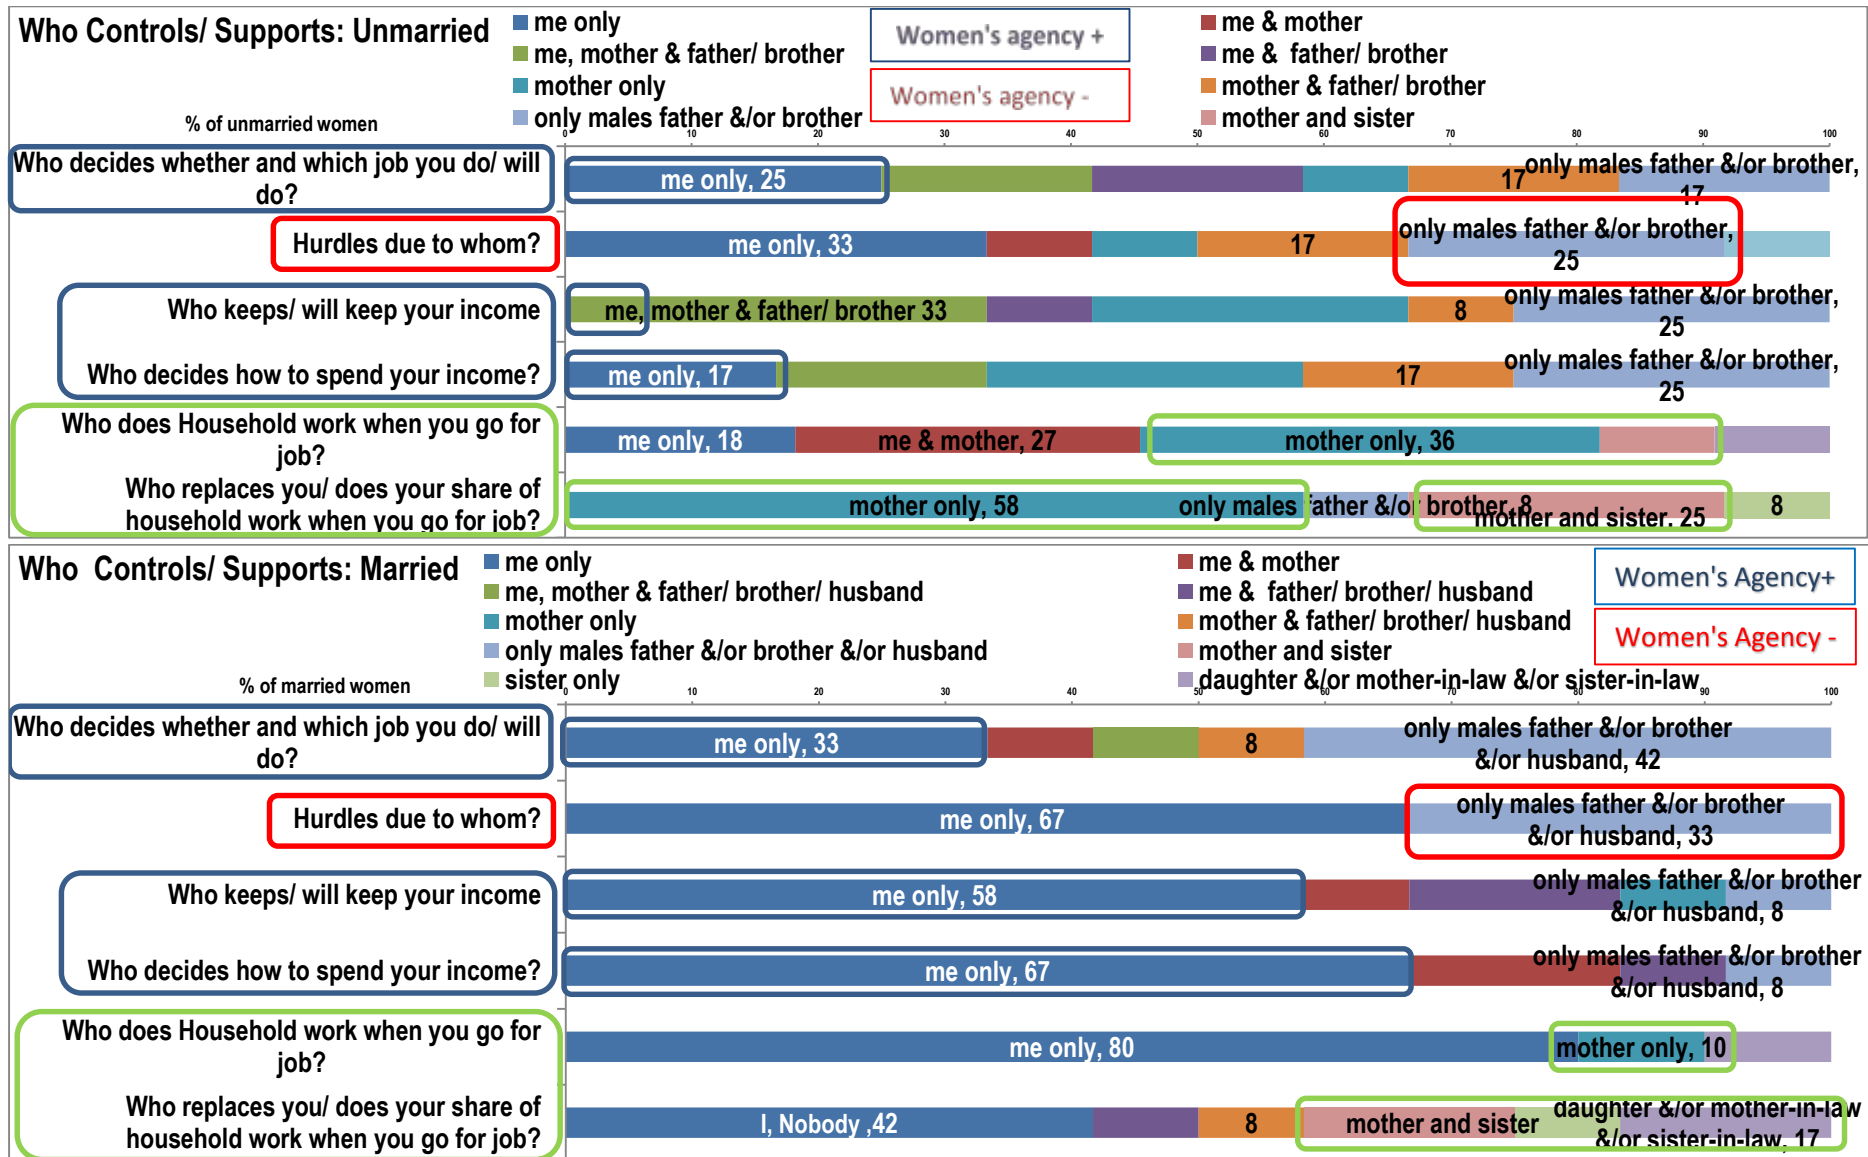 Who Controls/ Supports: Unmarried
me only
me & mother
Women's agency +
me, mother & father/ brother
me & father/ brother
mother only
mother & father/ brother
Women's agency -
only males father &/or brother
mother and sister
% of unmarried women
0 10 20 30 40 50 60 70 80 90 100
Who decides whether and which job you do/ will
do?
me only, 25
17
only males father &/or brother,
17
Hurdles due to whom?
me only, 33
17
only males father &/or brother,
25
Who keeps/ will keep your income
me, mother & father/ brother 33
8
only males father &/or brother,
25
Who decides how to spend your income?
me only, 17
17
only males father &/or brother,
25
Who does Household work when you go for
job?
me only, 18
me & mother, 27
mother only, 36
Who replaces you/ does your share of
household work when you go for job?
mother only, 58
only males father &/or brother, 8
mother and sister, 25
8
Who Controls/ Supports: Married
me only
me & mother
Women's Agency+
me, mother & father/ brother/ husband
me & father/ brother/ husband
mother only
mother & father/ brother/ husband
Women's Agency -
only males father &/or brother &/or husband
mother and sister
sister only
daughter &/or mother-in-law &/or sister-in-law
% of married women
0 10 20 30 40 50 60 70 80 90 100
Who decides whether and which job you do/ will
do?
me only, 33
8
only males father &/or brother
&/or husband, 42
Hurdles due to whom?
me only, 67
only males father &/or brother
&/or husband, 33
Who keeps/ will keep your income
me only, 58
only males father &/or brother
&/or husband, 8
Who decides how to spend your income?
me only, 67
only males father &/or brother
&/or husband, 8
Who does Household work when you go for
job?
me only, 80
mother only, 10
Who replaces you/ does your share of
household work when you go for job?
I, Nobody ,42
8
mother and sister
daughter &/or mother-in-law
&/or sister-in-law, 17